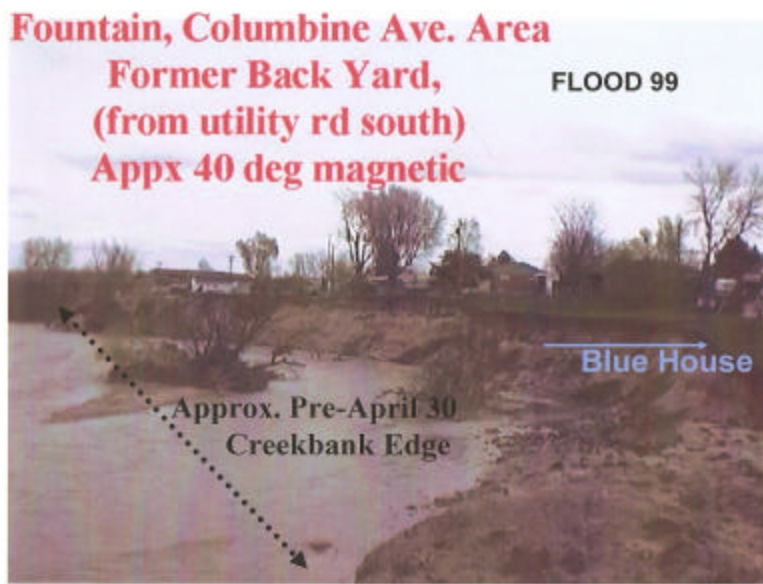 Fountain, Columbine Ave. Area
Former Back Yard,
(from utility rd south)
Appx 40 deg magnetic
FLOOD 99
Blue House
Approx. Pre-April 30
Creekbank Edge